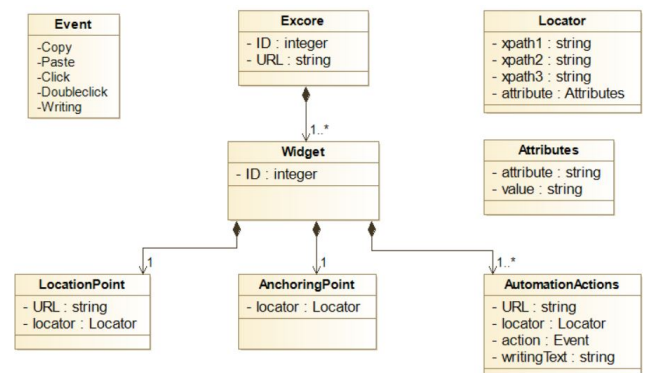 Event
-Copy
-Paste
-Click
-Doubleclick
-Writing
Excore
- ID : integer
- URL : string
Locator
- xpath1 : string
- xpath2 : string
- xpath3 : string
- attribute : Attributes
1..*
Widget
- ID : integer
Attributes
- attribute : string
- value : string
1
1
1..*
LocationPoint
- URL : string
- locator : Locator
AnchoringPoint
- locator : Locator
AutomationActions
- URL : string
- locator : Locator
- action : Event
- writingText : string